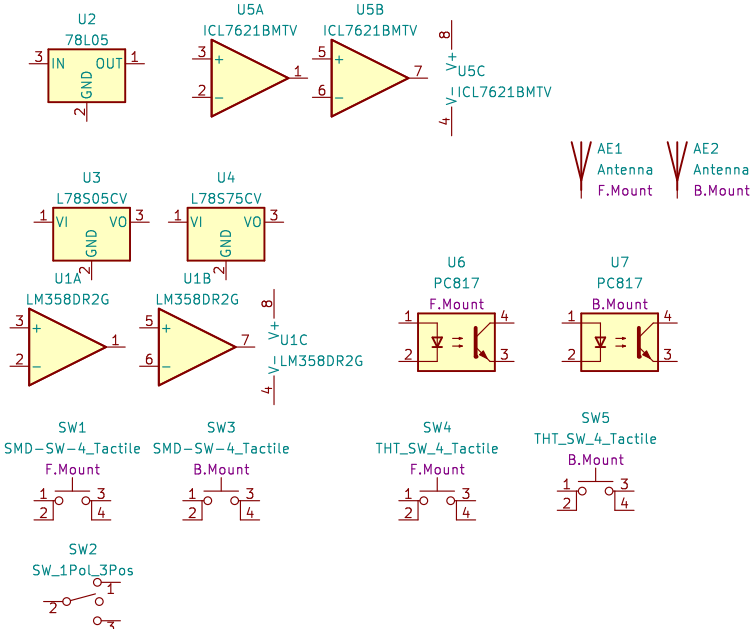 U2
78L05
3 IN OUT 1
GND
2
U5A
ICL7621BMTV
3 +
2 −
1
U5B
ICL7621BMTV
5 +
6 −
7
8
V+
U5C
V−
ICL7621BMTV
4
AE1
Antenna
F.Mount
AE2
Antenna
B.Mount
U3
L78S05CV
1 VI VO 3
GND
2
U4
L78S75CV
1 VI VO 3
GND
2
U1A
LM358DR2G
3 +
2 −
1
U1B
LM358DR2G
5 +
6 −
7
8
V+
U1C
V−
LM358DR2G
4
U6
PC817
F.Mount
1 4
2 3
U7
PC817
B.Mount
1 4
2 3
SW1
SMD-SW-4_Tactile
F.Mount
1 3
2 4
SW3
SMD-SW-4_Tactile
B.Mount
1 3
2 4
SW4
THT_SW_4_Tactile
F.Mount
1 3
2 4
SW5
THT_SW_4_Tactile
B.Mount
1 3
2 4
SW2
SW_1Pol_3Pos
1
2
3